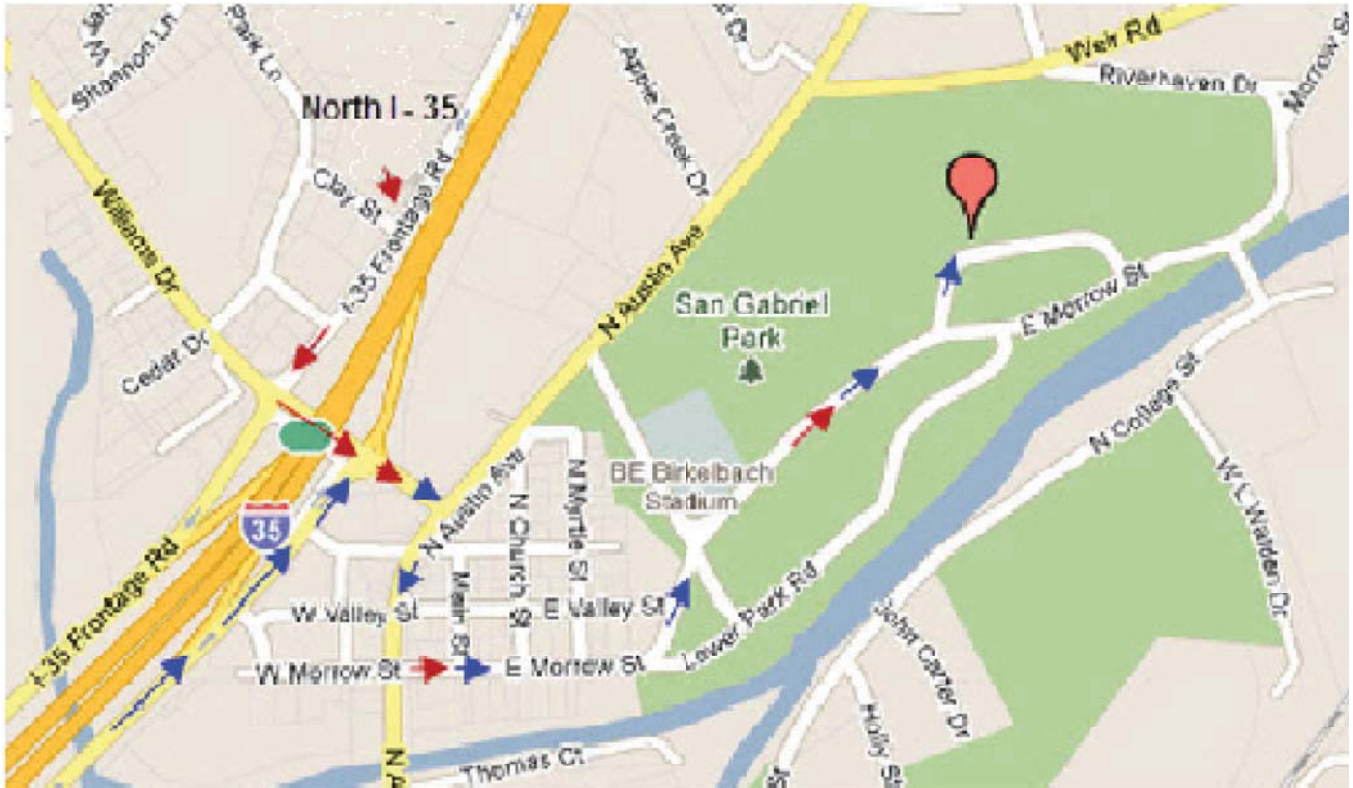 Shannon Ln
Park Ln
Weir Rd
Riverhaven Dr
Morrow St
North I - 35
Apple Creek Dr
Clay St
I-35 Frontage Rd
Williams Dr
N Austin Ave
San Gabriel
Park
E Morrow St
Cedar Dr
N College St
BE Birkelbach
Stadium
N Austin Ave
N Myrtle St
N Church St
35
I-35 Frontage Rd
Main St
W Valley St
E Valley St
Lower Park Rd
W L Walden Dr
John Carter Dr
W Morrow St
E Morrow St
Holly St
Thomas Ct
N A